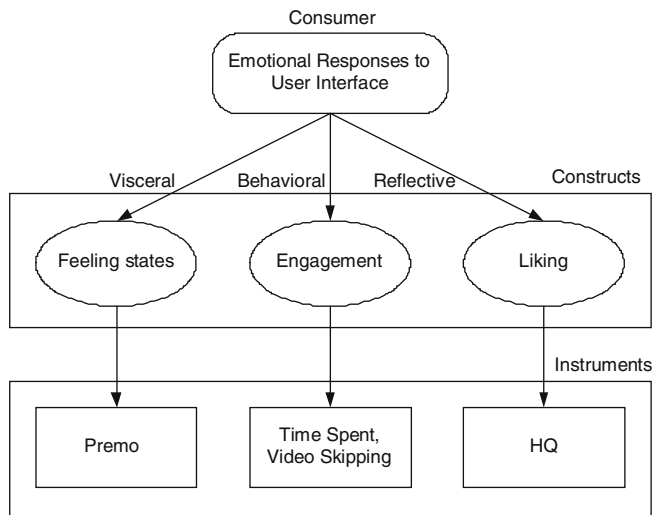 Consumer
Emotional Responses to
User Interface
Visceral
Behavioral
Reflective
Constructs
Feeling states
Engagement
Liking
Instruments
Premo
Time Spent,
Video Skipping
HQ